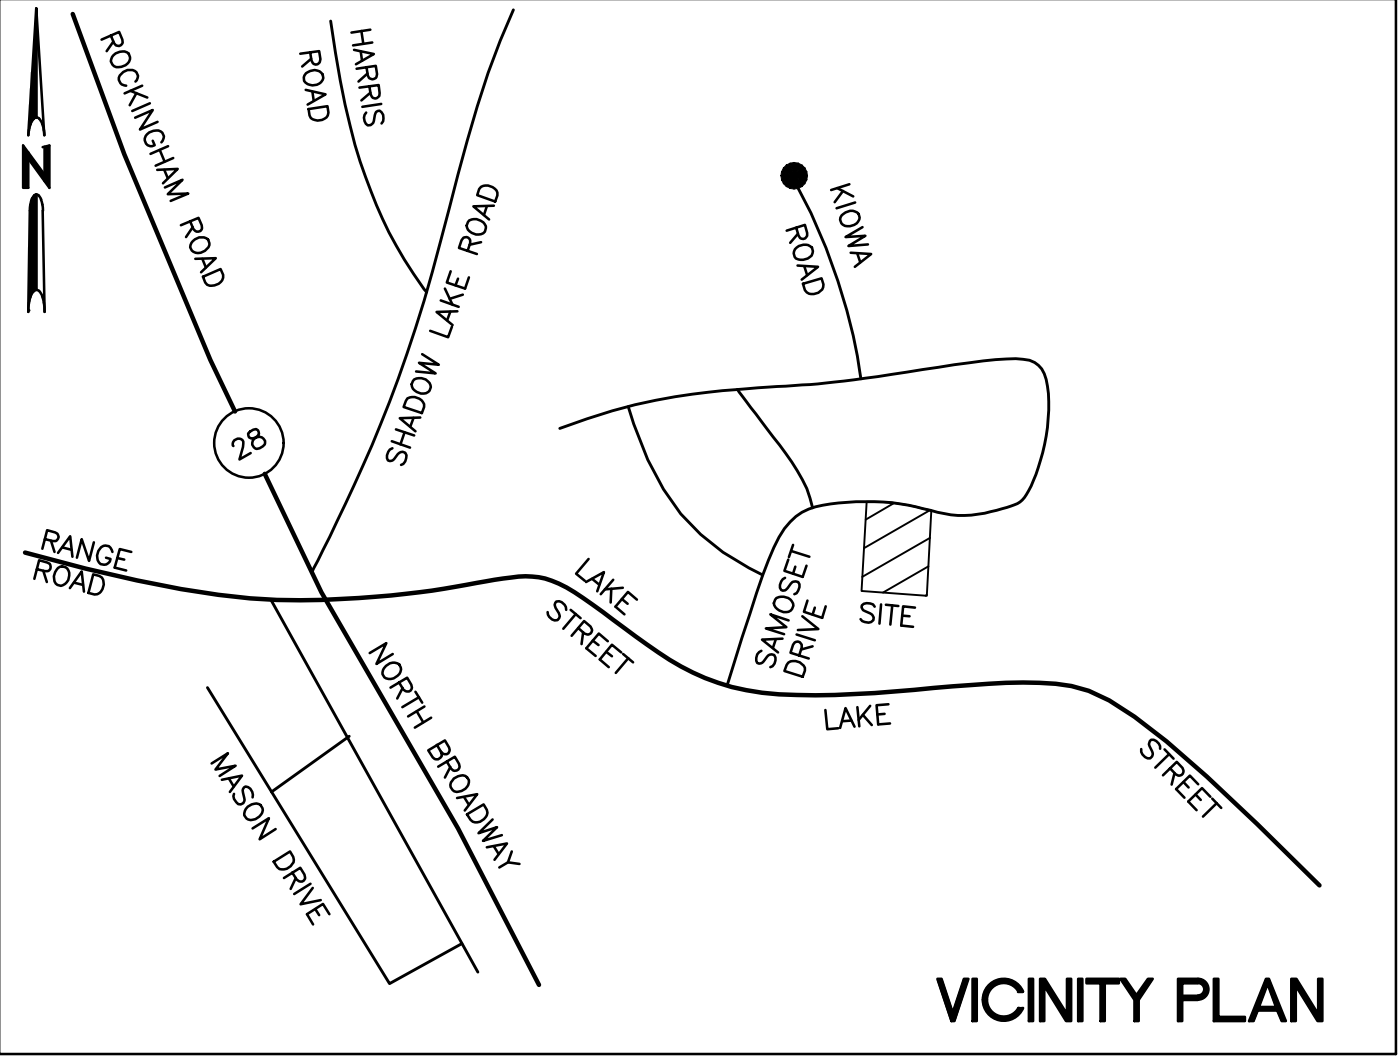 N
ROCKINGHAM ROAD
HARRIS
ROAD
SHADOW LAKE ROAD
KIOWA
ROAD
28
RANGE
ROAD
LAKE
STREET
SAMOSET
DRIVE
SITE
NORTH BROADWAY
LAKE
STREET
MASON DRIVE
VICINITY PLAN